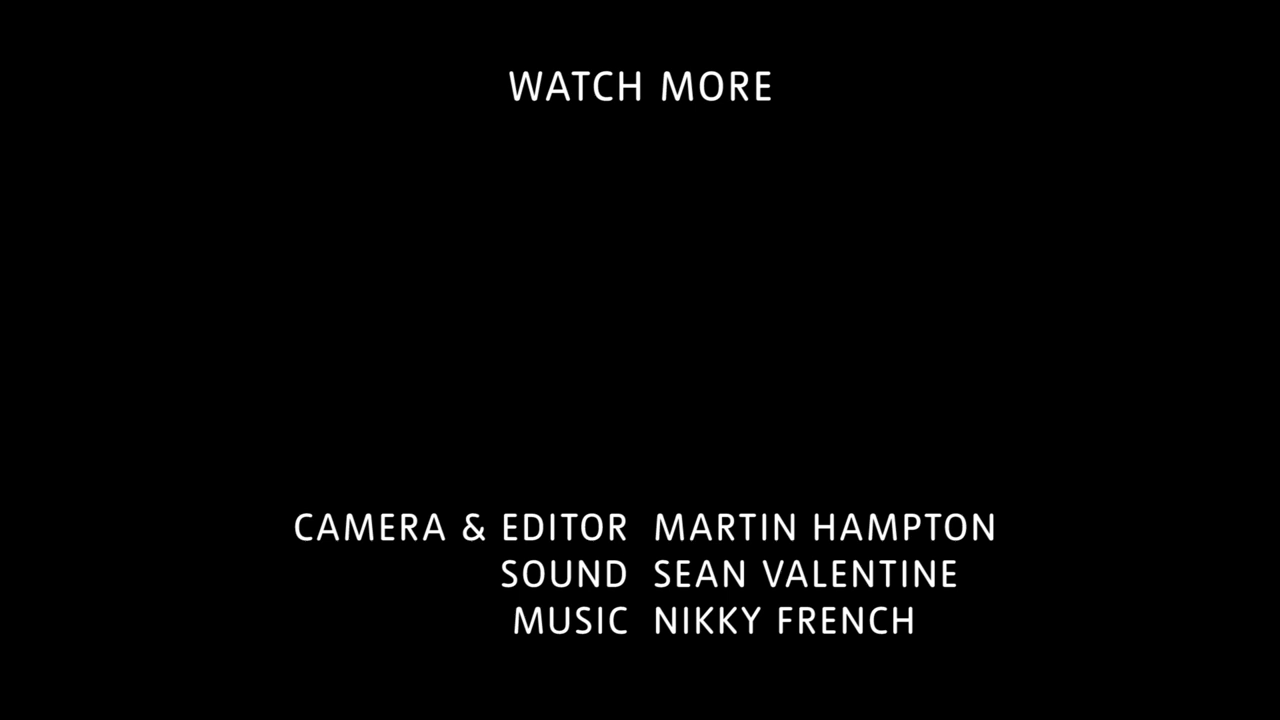 WATCH MORE
CAMERA & EDITOR MARTIN HAMPTON
SOUND SEAN VALENTINE
MUSIC NIKKY FRENCH